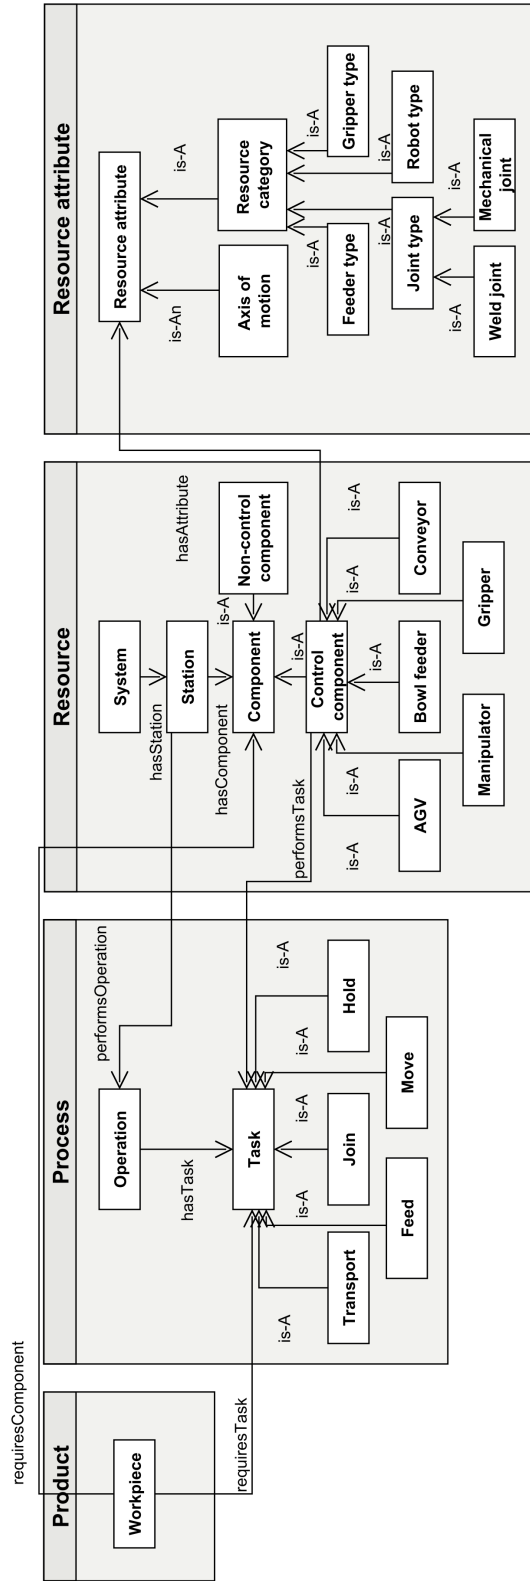 requiresComponent
Product
Workpiece
requiresTask
Process
performsOperation
Operation
hasTask
Task
is-A
is-A
is-A
is-A
is-A
Transport
Join
Hold
Feed
Move
Resource
System
hasStation
Station
hasAttribute
hasComponent
is-A
Component
Non-control
component
is-A
performsTask
Control
component
is-A
is-A
is-A
is-A
is-A
AGV
Bowl feeder
Conveyor
Manipulator
Gripper
Resource attribute
Resource attribute
is-An
is-A
Axis of
motion
Resource
category
is-A
is-A
Feeder type
Gripper type
is-A
is-A
Joint type
Robot type
is-A
is-A
Weld joint
Mechanical
joint